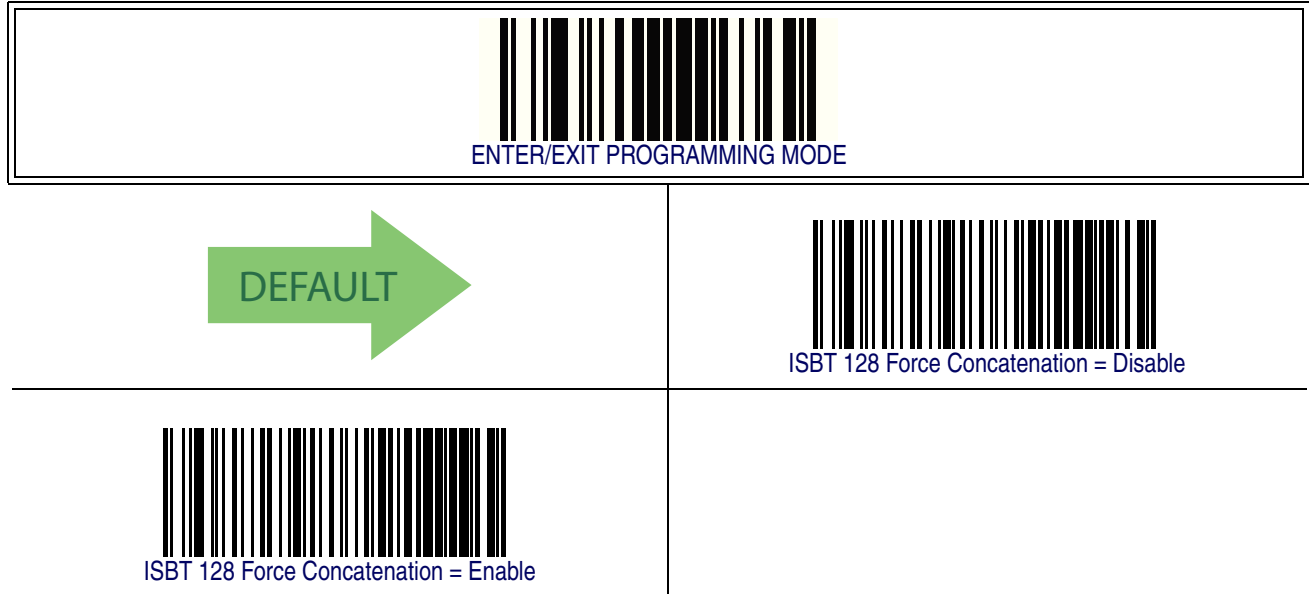 ENTER/EXIT PROGRAMMING MODE
DEFAULT
ISBT 128 Force Concatenation = Disable
ISBT 128 Force Concatenation = Enable